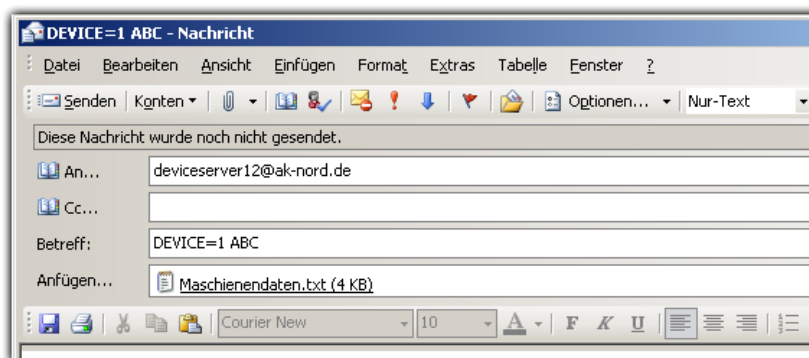 DEVICE=1 ABC - Nachricht
Datei Bearbeiten Ansicht Einfügen Format Extras Tabelle Fenster ?
Senden Konten Optionen... Nur-Text
Diese Nachricht wurde noch nicht gesendet.
An... deviceserver12@ak-nord.de
Cc...
Betreff: DEVICE=1 ABC
Anfügen... Maschienendaten.txt (4 KB)
Courier New 10 A F K U